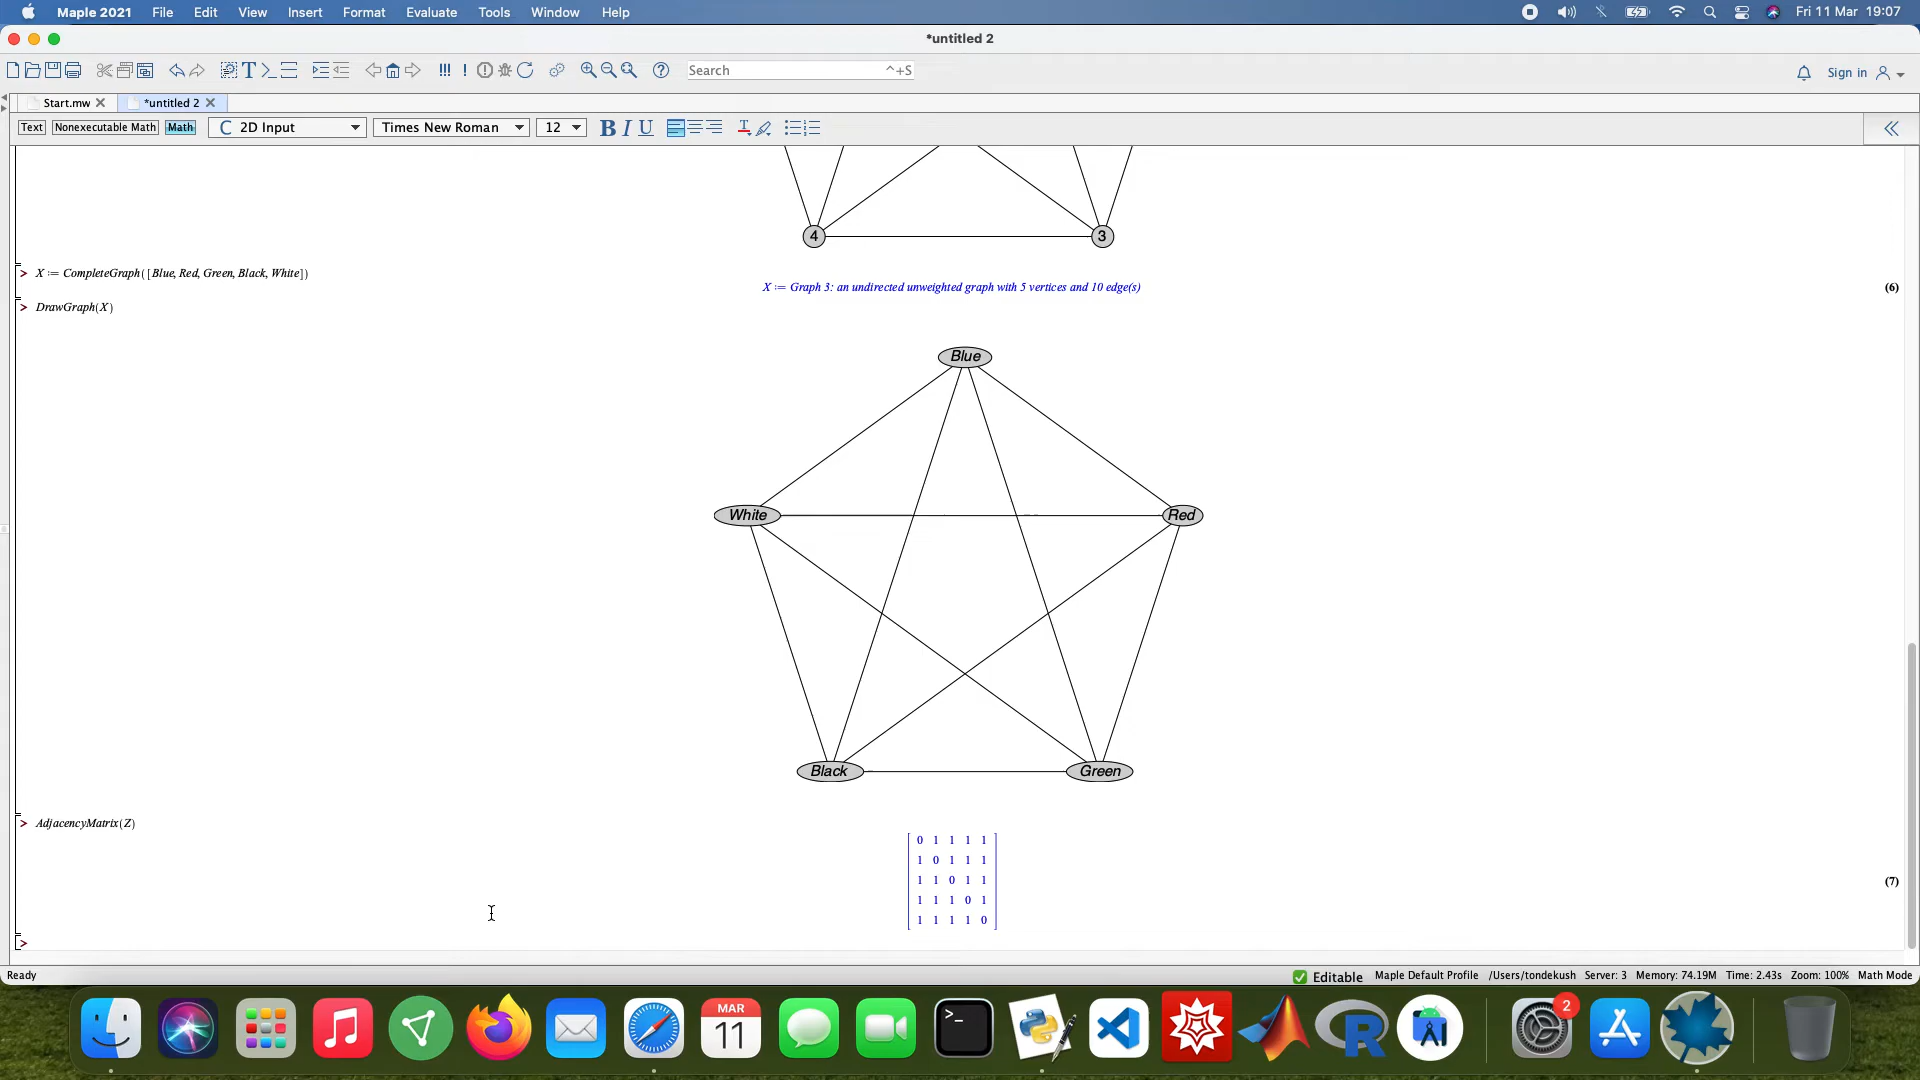 Maple 2021 File Edit View Insert Format Evaluate Tools Window Help Fri 11 Mar 19:07
*untitled 2
Search ^+S Sign in
Start.mw *untitled 2
Text Nonexecutable Math Math C 2D Input Times New Roman 12 B I U
4 3
> X := CompleteGraph([Blue, Red, Green, Black, White])
X := Graph 3: an undirected unweighted graph with 5 vertices and 10 edge(s) (6)
> DrawGraph(X)
Blue
White Red
Black Green
> AdjacencyMatrix(Z)
0 1 1 1 1
1 0 1 1 1
1 1 0 1 1 (7)
1 1 1 0 1
1 1 1 1 0
>
Ready Editable Maple Default Profile /Users/tondekush Server: 3 Memory: 74.19M Time: 2.43s Zoom: 100% Math Mode
MAR
11
>_
R
2